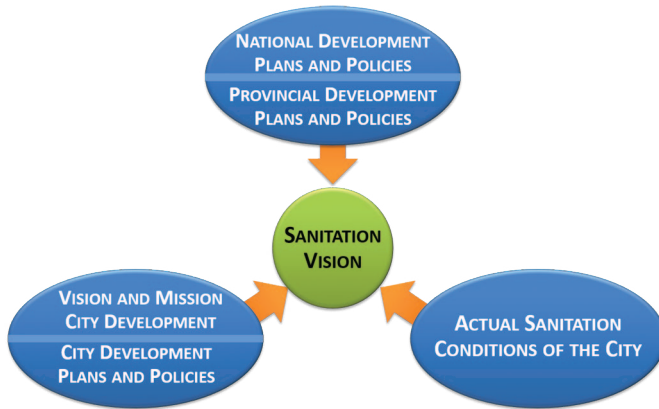 NATIONAL DEVELOPMENT
PLANS AND POLICIES
PROVINCIAL DEVELOPMENT
PLANS AND POLICIES
SANITATION
VISION
VISION AND MISSION
CITY DEVELOPMENT
CITY DEVELOPMENT
PLANS AND POLICIES
ACTUAL SANITATION
CONDITIONS OF THE CITY